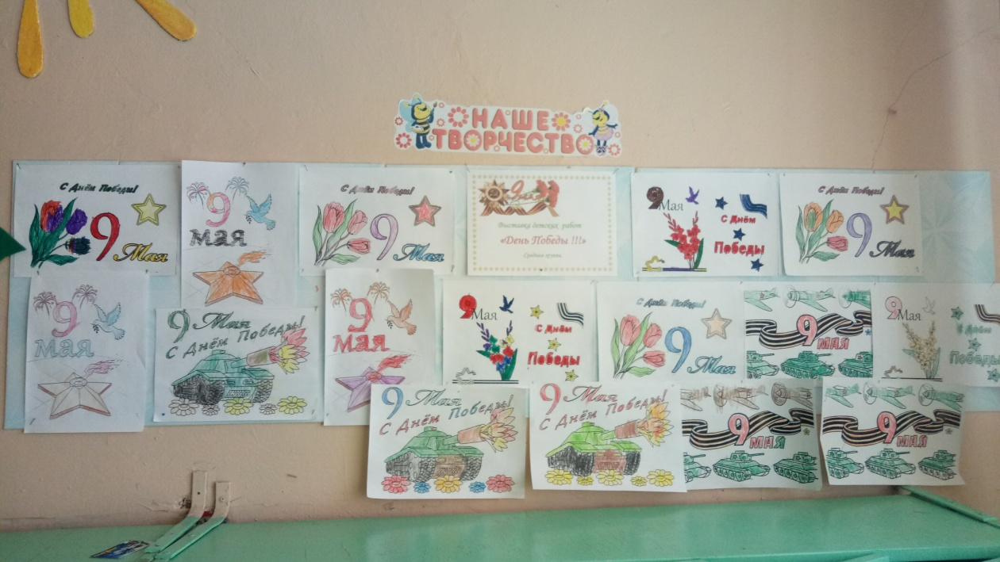 НАШЕ
ТВОРЧЕСТВО
С Днём Победы!
9
Мая
9
мая
С Днём Победы!
9
Мая
9 мая
Выставка детских работ
«День Победы !!!»
Средняя группа.
9
Мая
С Днём
Победы
С Днём Победы!
9
Мая
9
мая
9 Мая
С Днём Победы!
9
мая
9
Мая
С Днём
Победы
С Днём Победы!
9
Мая
9
МАЯ
9
Мая
С Днём
Победы
9 Мая
С Днём Победы!
9 Мая
С Днём Победы!
9
МАЯ
9
МАЯ